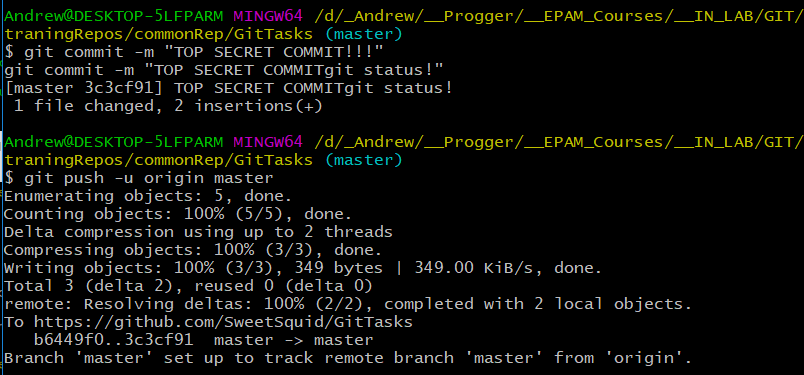 Andrew@DESKTOP-5LFPARM MINGW64 /d/_Andrew/__Progger/__EPAM_Courses/__IN_LAB/GIT/
traningRepos/commonRep/GitTasks (master)
$ git commit -m "TOP SECRET COMMIT!!!"
git commit -m "TOP SECRET COMMITgit status!"
[master 3c3cf91] TOP SECRET COMMITgit status!
 1 file changed, 2 insertions(+)

Andrew@DESKTOP-5LFPARM MINGW64 /d/_Andrew/__Progger/__EPAM_Courses/__IN_LAB/GIT/
traningRepos/commonRep/GitTasks (master)
$ git push -u origin master
Enumerating objects: 5, done.
Counting objects: 100% (5/5), done.
Delta compression using up to 2 threads
Compressing objects: 100% (3/3), done.
Writing objects: 100% (3/3), 349 bytes | 349.00 KiB/s, done.
Total 3 (delta 2), reused 0 (delta 0)
remote: Resolving deltas: 100% (2/2), completed with 2 local objects.
To https://github.com/SweetSquid/GitTasks
   b6449f0..3c3cf91  master -> master
Branch 'master' set up to track remote branch 'master' from 'origin'.